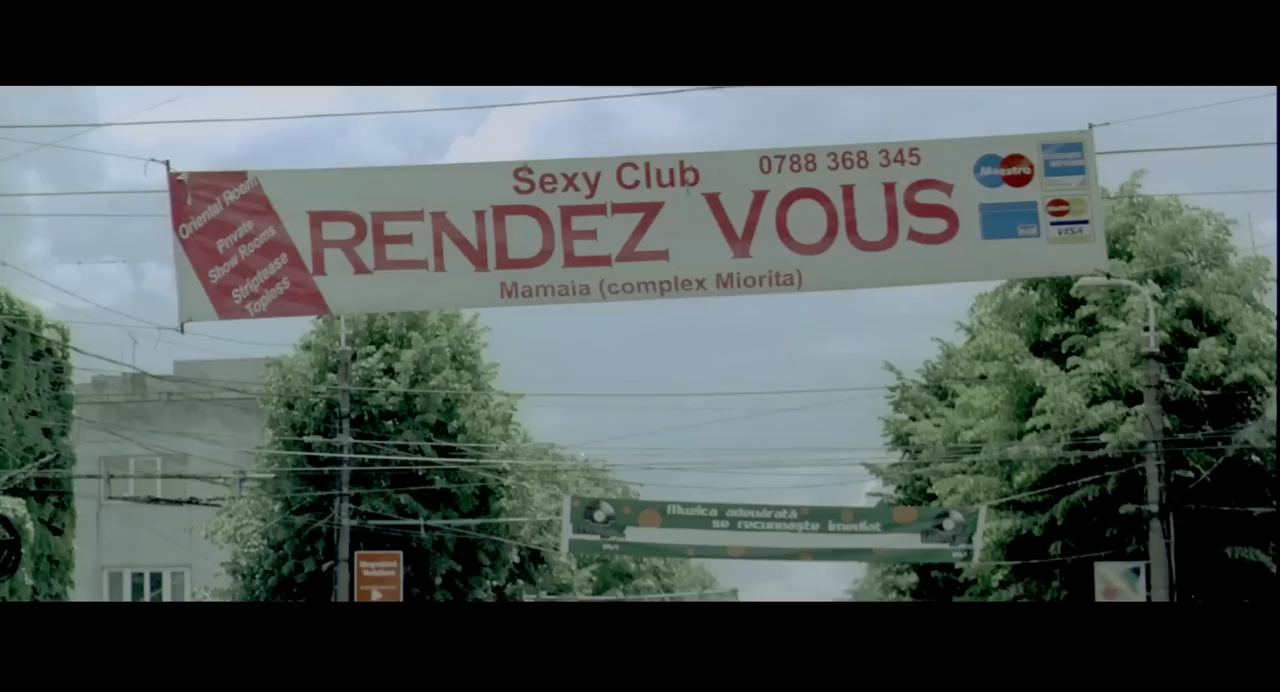 Oriental Room
Private
Show Rooms
Striptease
Topless
Sexy Club
0788 368 345
RENDEZ VOUS
Mamaia (complex Miorita)
Maestro
VISA
Muzica adevărată
se recunoaşte imediat